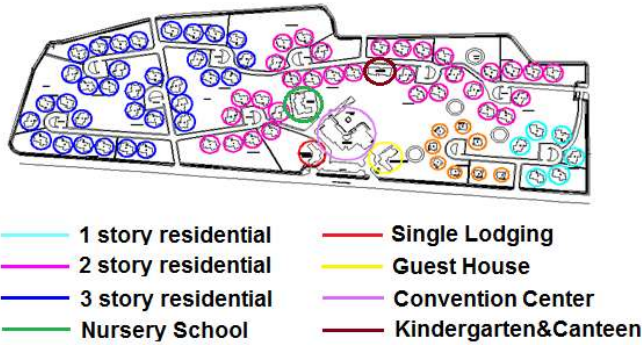 1 story residential
Single Lodging
2 story residential
Guest House
3 story residential
Convention Center
Nursery School
Kindergarten&Canteen